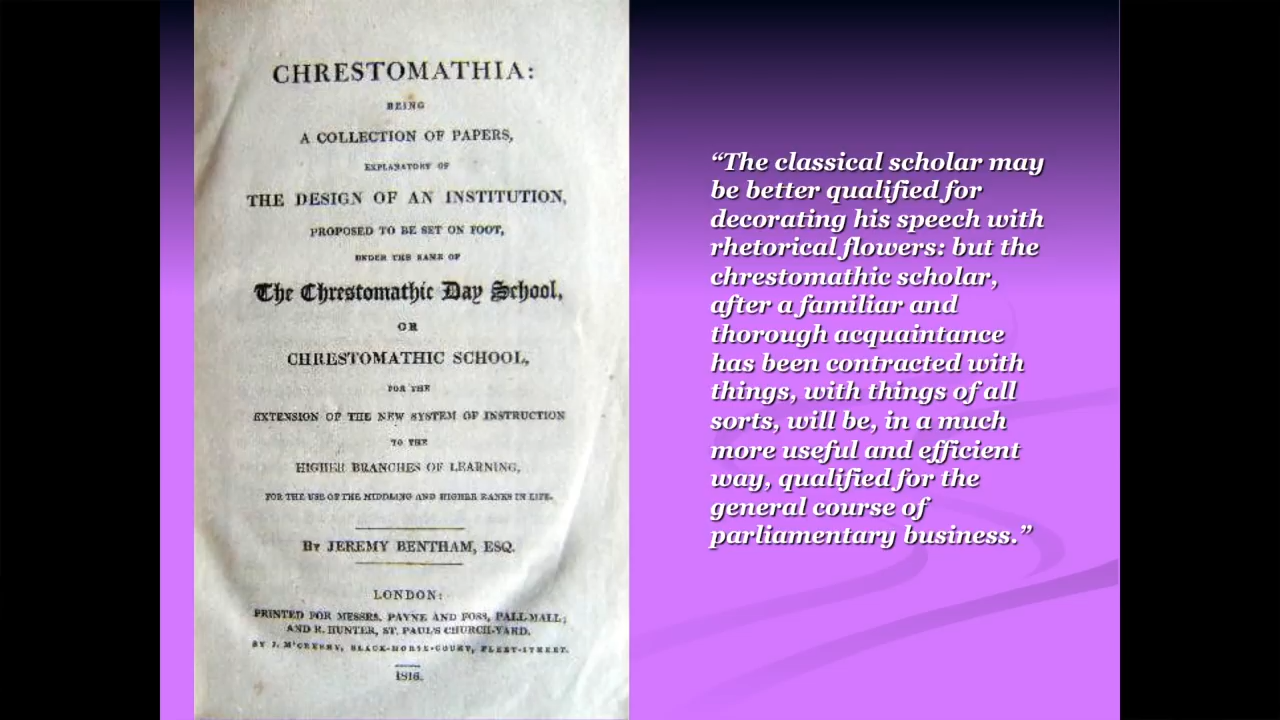 CHRESTOMATHIA:
BEING
A COLLECTION OF PAPERS,
EXPLANATORY OF
THE DESIGN OF AN INSTITUTION,
PROPOSED TO BE SET ON FOOT,
UNDER THE NAME OF
The Chrestomathic Day School,
OR
CHRESTOMATHIC SCHOOL,
FOR THE
EXTENSION OF THE NEW SYSTEM OF INSTRUCTION
TO THE
HIGHER BRANCHES OF LEARNING,
FOR THE USE OF THE MIDDLING AND HIGHER RANKS IN LIFE.
By JEREMY BENTHAM, ESQ.
LONDON:
PRINTED FOR MESSRS. PAYNE AND FOSS, PALL-MALL;
AND R. HUNTER, ST. PAUL'S CHURCH-YARD.
BY J. M'CREERY, BLACK-HORSE-COURT, FLEET-STREET.
1816.
“The classical scholar may
be better qualified for
decorating his speech with
rhetorical flowers: but the
chrestomathic scholar,
after a familiar and
thorough acquaintance
has been contracted with
things, with things of all
sorts, will be, in a much
more useful and efficient
way, qualified for the
general course of
parliamentary business.”